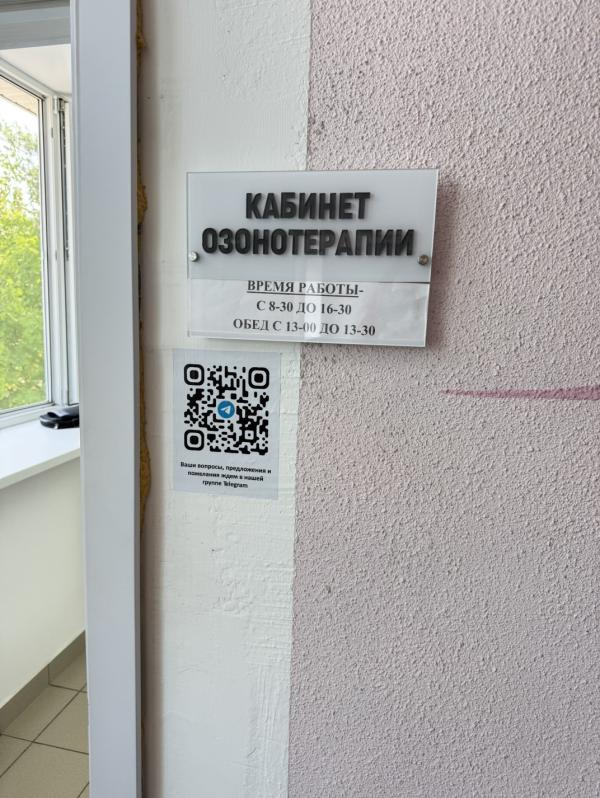 КАБИНЕТ
ОЗОНОТЕРАПИИ
ВРЕМЯ РАБОТЫ-
С 8-30 ДО 16-30
ОБЕД С 13-00 ДО 13-30
Ваши вопросы, предложения и
пожелания ждем в нашей
группе Telegram